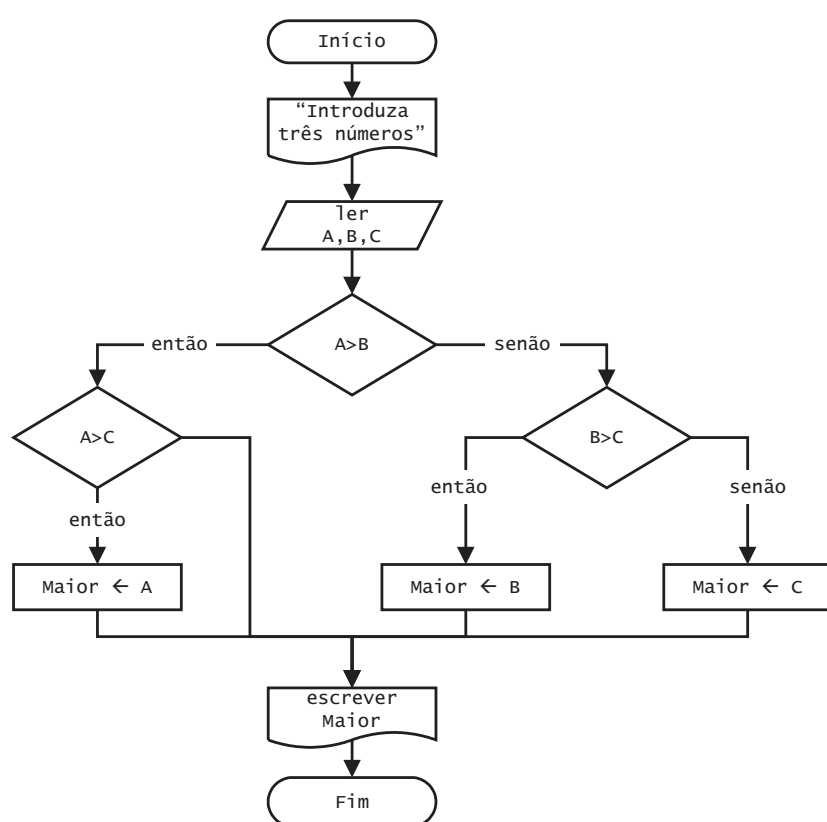 Início
“Introduza
três números”
ler
A,B,C
A>B
então
senão
A>C
B>C
então
então
senão
Maior ← A
Maior ← B
Maior ← C
escrever
Maior
Fim